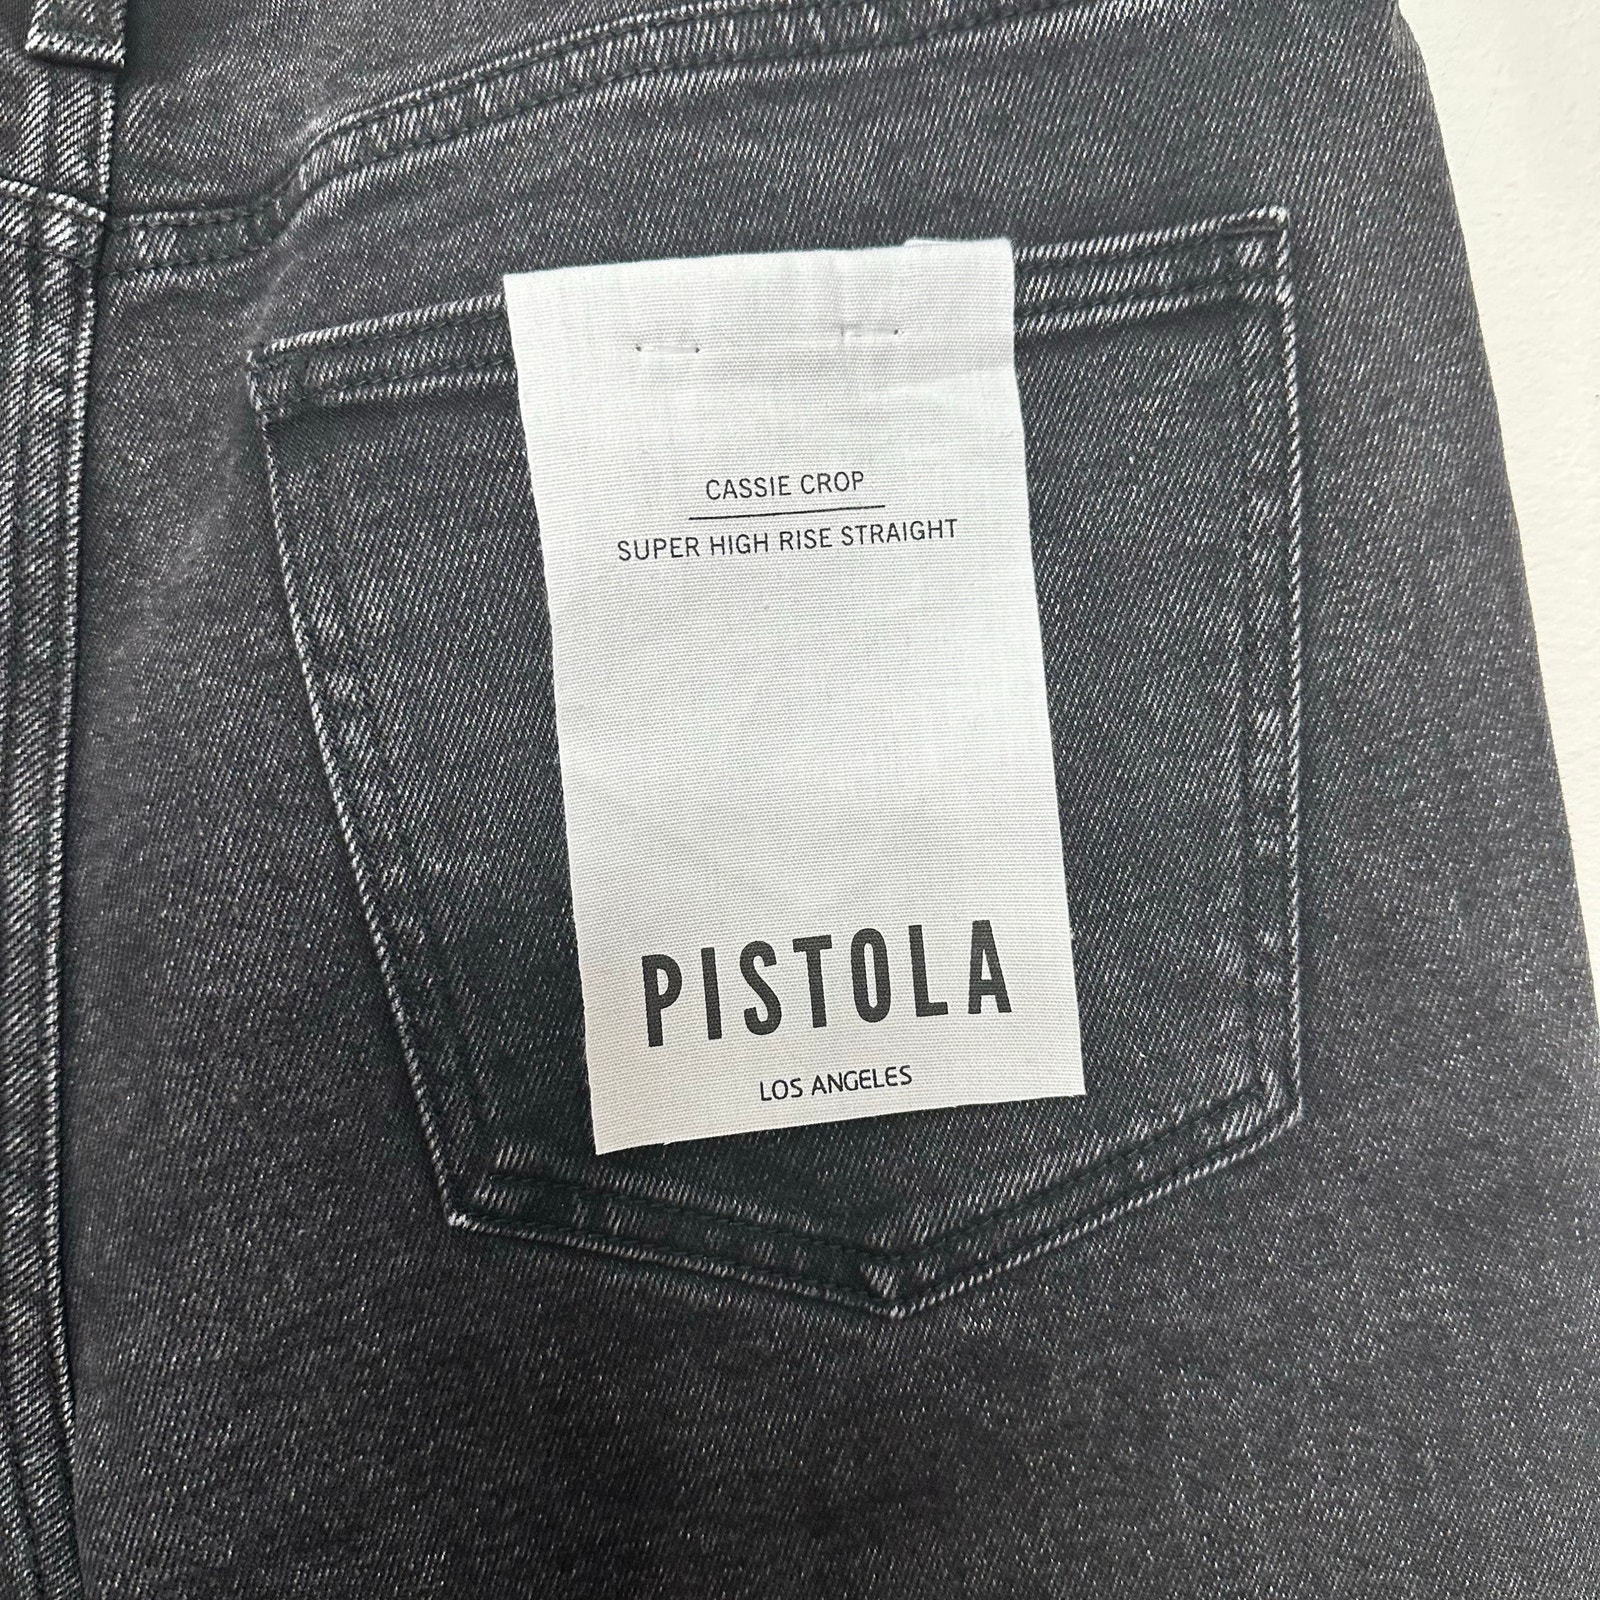 CASSIE CROP
SUPER HIGH RISE STRAIGHT
PISTOLA
LOS ANGELES